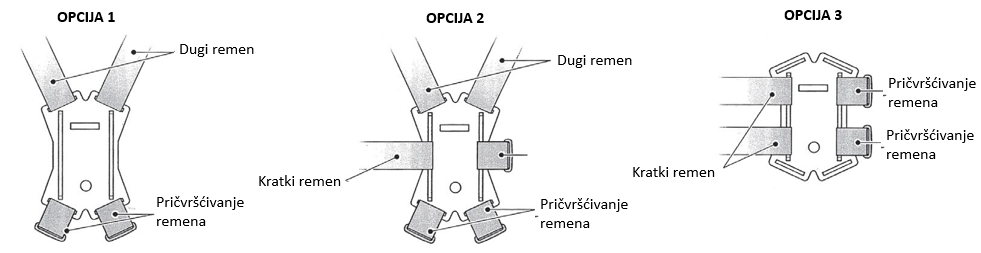 OPCIJA 1
Dugi remen
Pričvršćivanje
remena
OPCIJA 2
Dugi remen
Kratki remen
Pričvršćivanje
remena
OPCIJA 3
Pričvršćivanje
remena
Pričvršćivanje
remena
Kratki remen